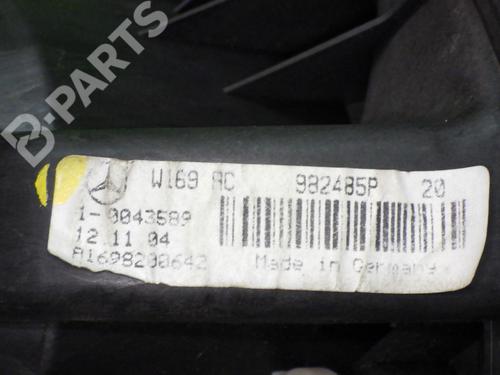 B-PARTS
W169 AC 982485P 20
1-0043589
12.11 04
A1698200642 Made in Germany